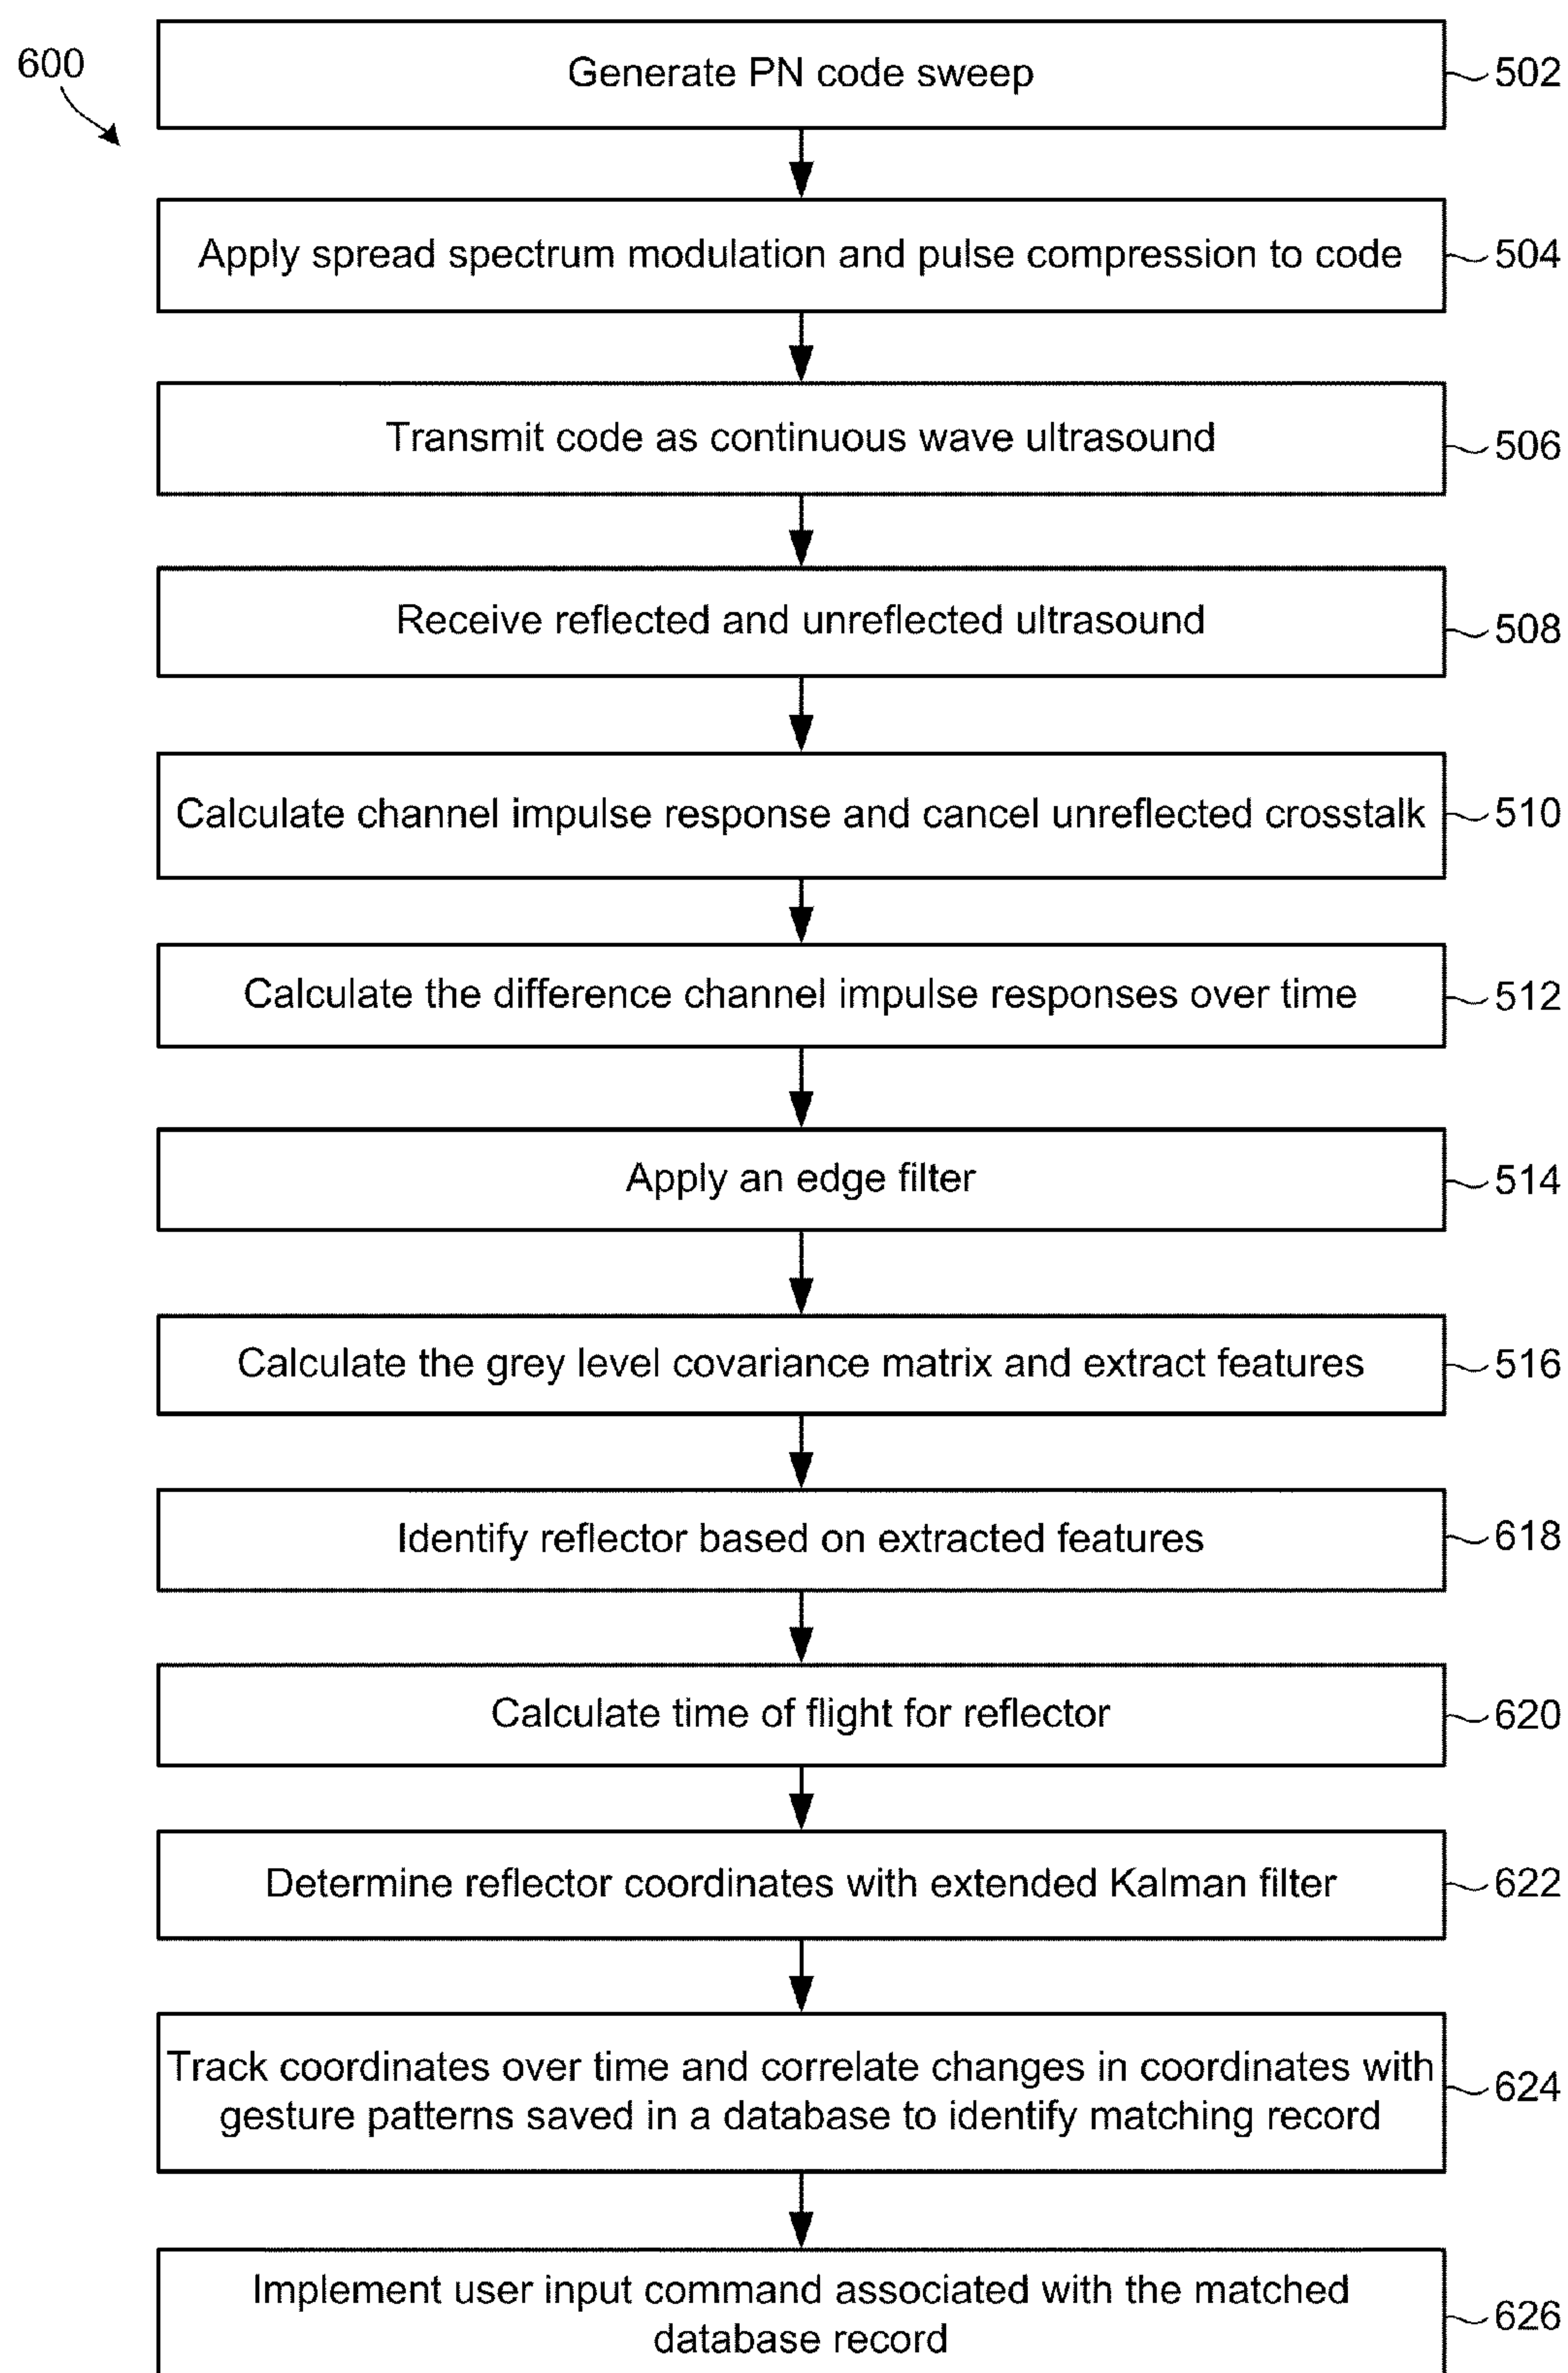 600
Generate PN code sweep
502
Apply spread spectrum modulation and pulse compression to code
504
Transmit code as continuous wave ultrasound
506
Receive reflected and unreflected ultrasound
508
Calculate channel impulse response and cancel unreflected crosstalk
510
Calculate the difference channel impulse responses over time
512
Apply an edge filter
514
Calculate the grey level covariance matrix and extract features
516
Identify reflector based on extracted features
618
Calculate time of flight for reflector
620
Determine reflector coordinates with extended Kalman filter
622
Track coordinates over time and correlate changes in coordinates with
gesture patterns saved in a database to identify matching record
624
Implement user input command associated with the matched
database record
626